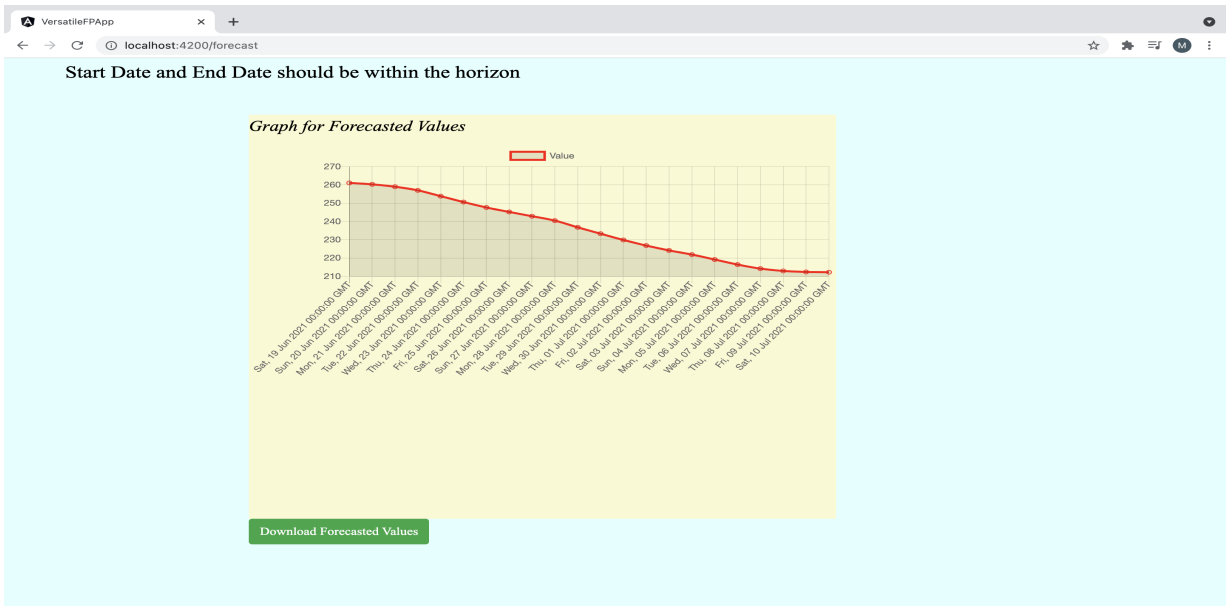 VersatileFPApp
localhost:4200/forecast
M
Start Date and End Date should be within the horizon
Graph for Forecasted Values
Value
270
260
250
240
230
220
210
Sat, 19 Jun 2021 00:00:00 GMT
Sun, 20 Jun 2021 00:00:00 GMT
Mon, 21 Jun 2021 00:00:00 GMT
Tue, 22 Jun 2021 00:00:00 GMT
Wed, 23 Jun 2021 00:00:00 GMT
Thu, 24 Jun 2021 00:00:00 GMT
Fri, 25 Jun 2021 00:00:00 GMT
Sat, 26 Jun 2021 00:00:00 GMT
Sun, 27 Jun 2021 00:00:00 GMT
Mon, 28 Jun 2021 00:00:00 GMT
Tue, 29 Jun 2021 00:00:00 GMT
Wed, 30 Jun 2021 00:00:00 GMT
Thu, 01 Jul 2021 00:00:00 GMT
Fri, 02 Jul 2021 00:00:00 GMT
Sat, 03 Jul 2021 00:00:00 GMT
Sun, 04 Jul 2021 00:00:00 GMT
Mon, 05 Jul 2021 00:00:00 GMT
Tue, 06 Jul 2021 00:00:00 GMT
Wed, 07 Jul 2021 00:00:00 GMT
Thu, 08 Jul 2021 00:00:00 GMT
Fri, 09 Jul 2021 00:00:00 GMT
Sat, 10 Jul 2021 00:00:00 GMT
Download Forecasted Values